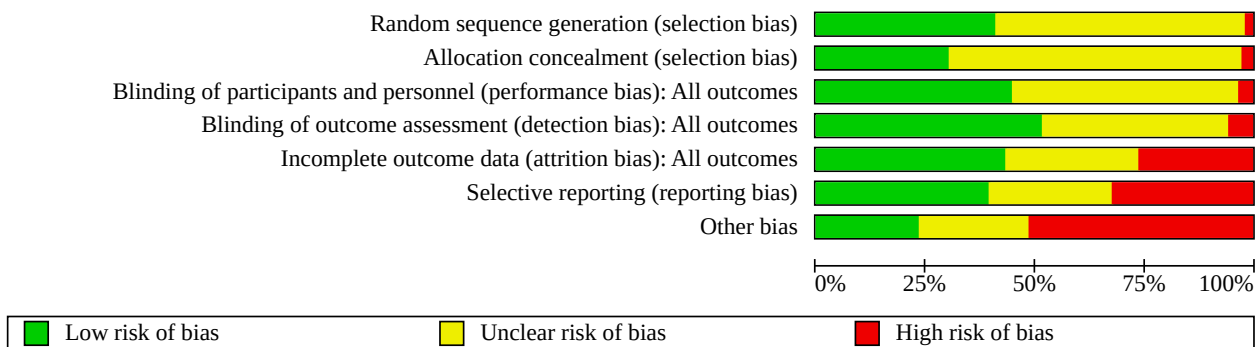 Random sequence generation (selection bias)
Allocation concealment (selection bias)
Blinding of participants and personnel (performance bias): All outcomes
Blinding of outcome assessment (detection bias): All outcomes
Incomplete outcome data (attrition bias): All outcomes
Selective reporting (reporting bias)
Other bias
0% 25% 50% 75% 100%
Low risk of bias Unclear risk of bias High risk of bias